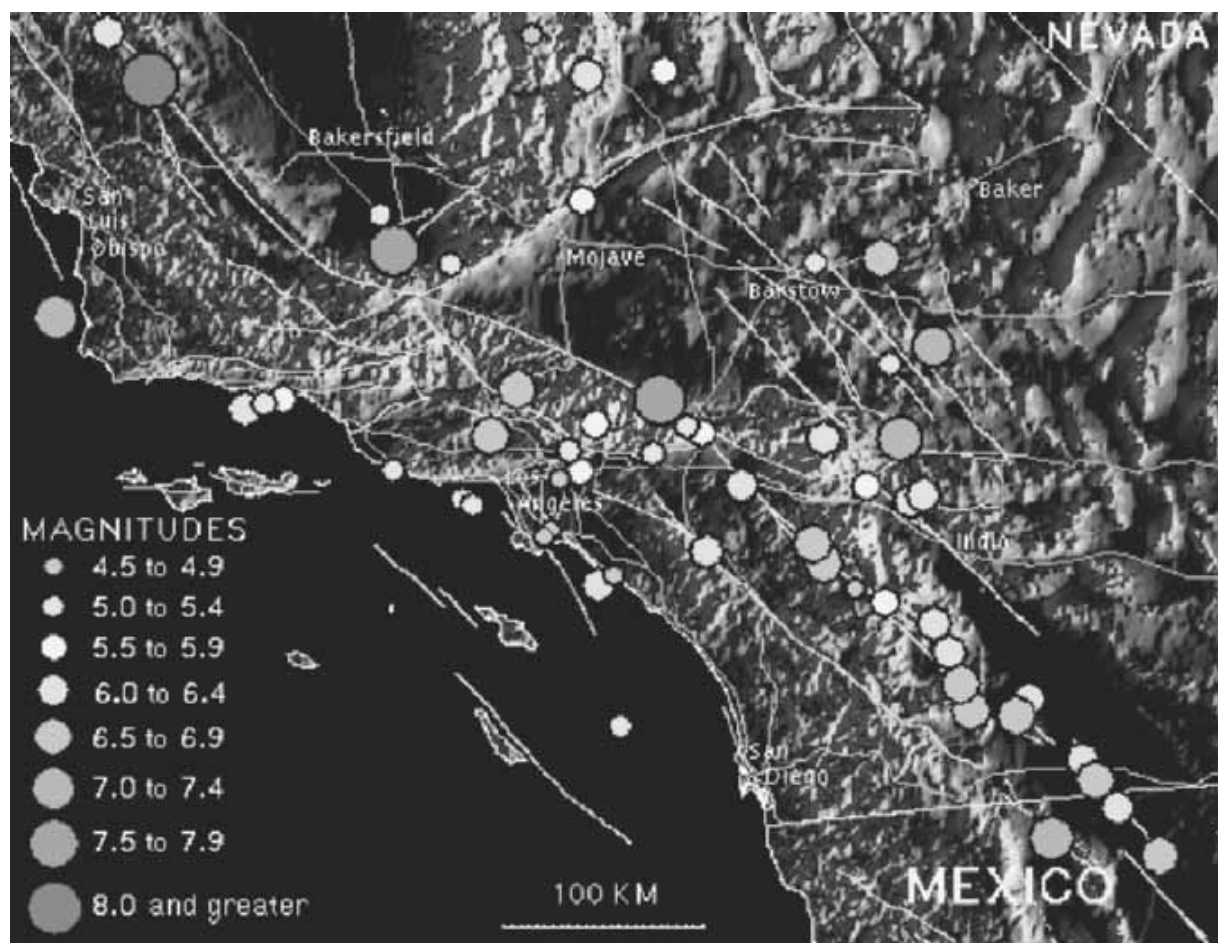 NEVADA
Bakersfield
Baker
San
Luis
Obispo
Mojave
Barstow
Los
Angeles
Indio
MAGNITUDES
4.5 to 4.9
5.0 to 5.4
5.5 to 5.9
6.0 to 6.4
6.5 to 6.9
7.0 to 7.4
7.5 to 7.9
8.0 and greater
San
Diego
100 KM
MEXICO